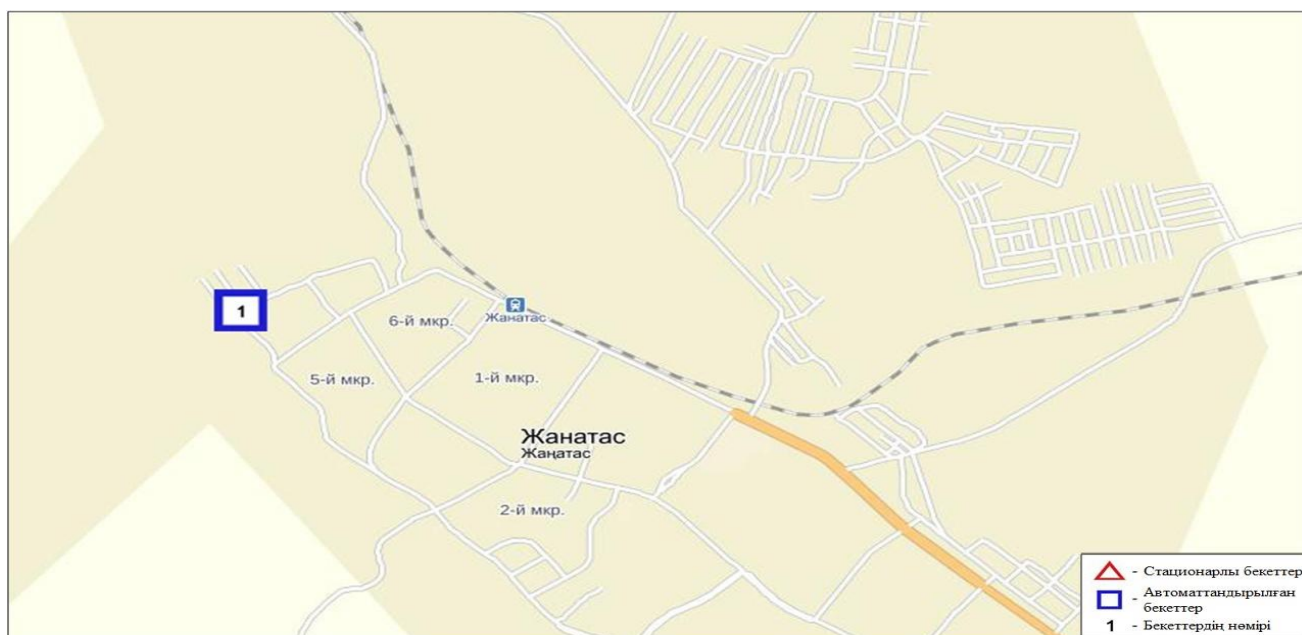 1
6-й мкр.
Жанатас
5-й мкр.
1-й мкр.
Жанатас
Жаңатас
2-й мкр.
- Стационарлы бекеттер
- Автоматтандырылған
бекеттер
1 - Бекеттердің нөмірі